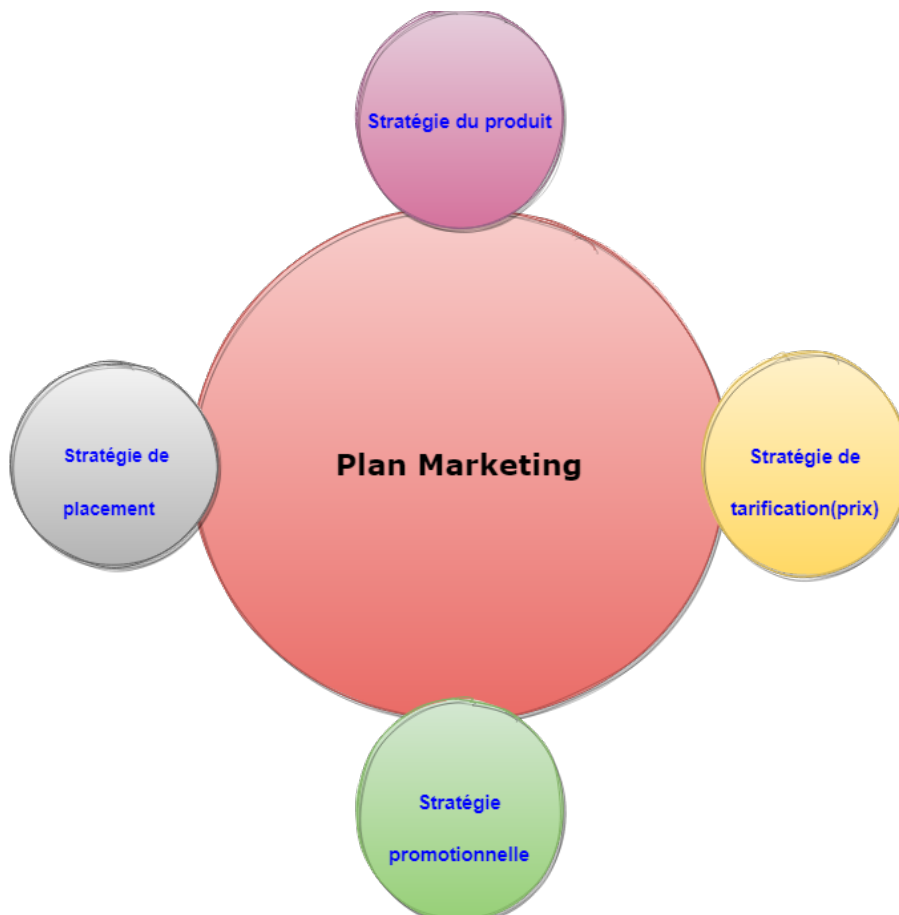 Stratégie du produit
Stratégie de
placement
Plan Marketing
Stratégie de
tarification(prix)
Stratégie
promotionnelle